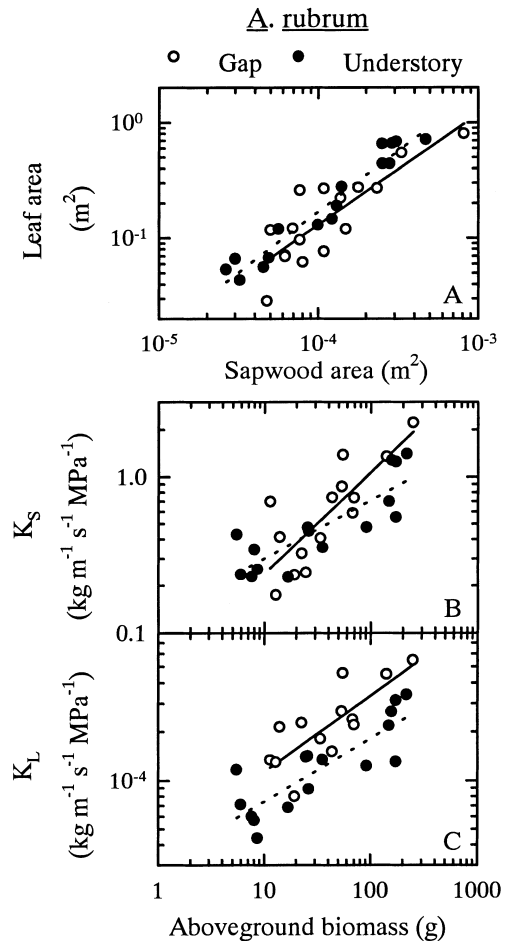 A. rubrum
Gap Understory
Leaf area
(m²)
10⁰
10⁻¹
A
10⁻⁵ 10⁻⁴ 10⁻³
Sapwood area (m²)
K_S
(kg m⁻¹ s⁻¹ MPa⁻¹)
1.0
0.1
B
K_L
(kg m⁻¹ s⁻¹ MPa⁻¹)
10⁻⁴
C
1 10 100 1000
Aboveground biomass (g)